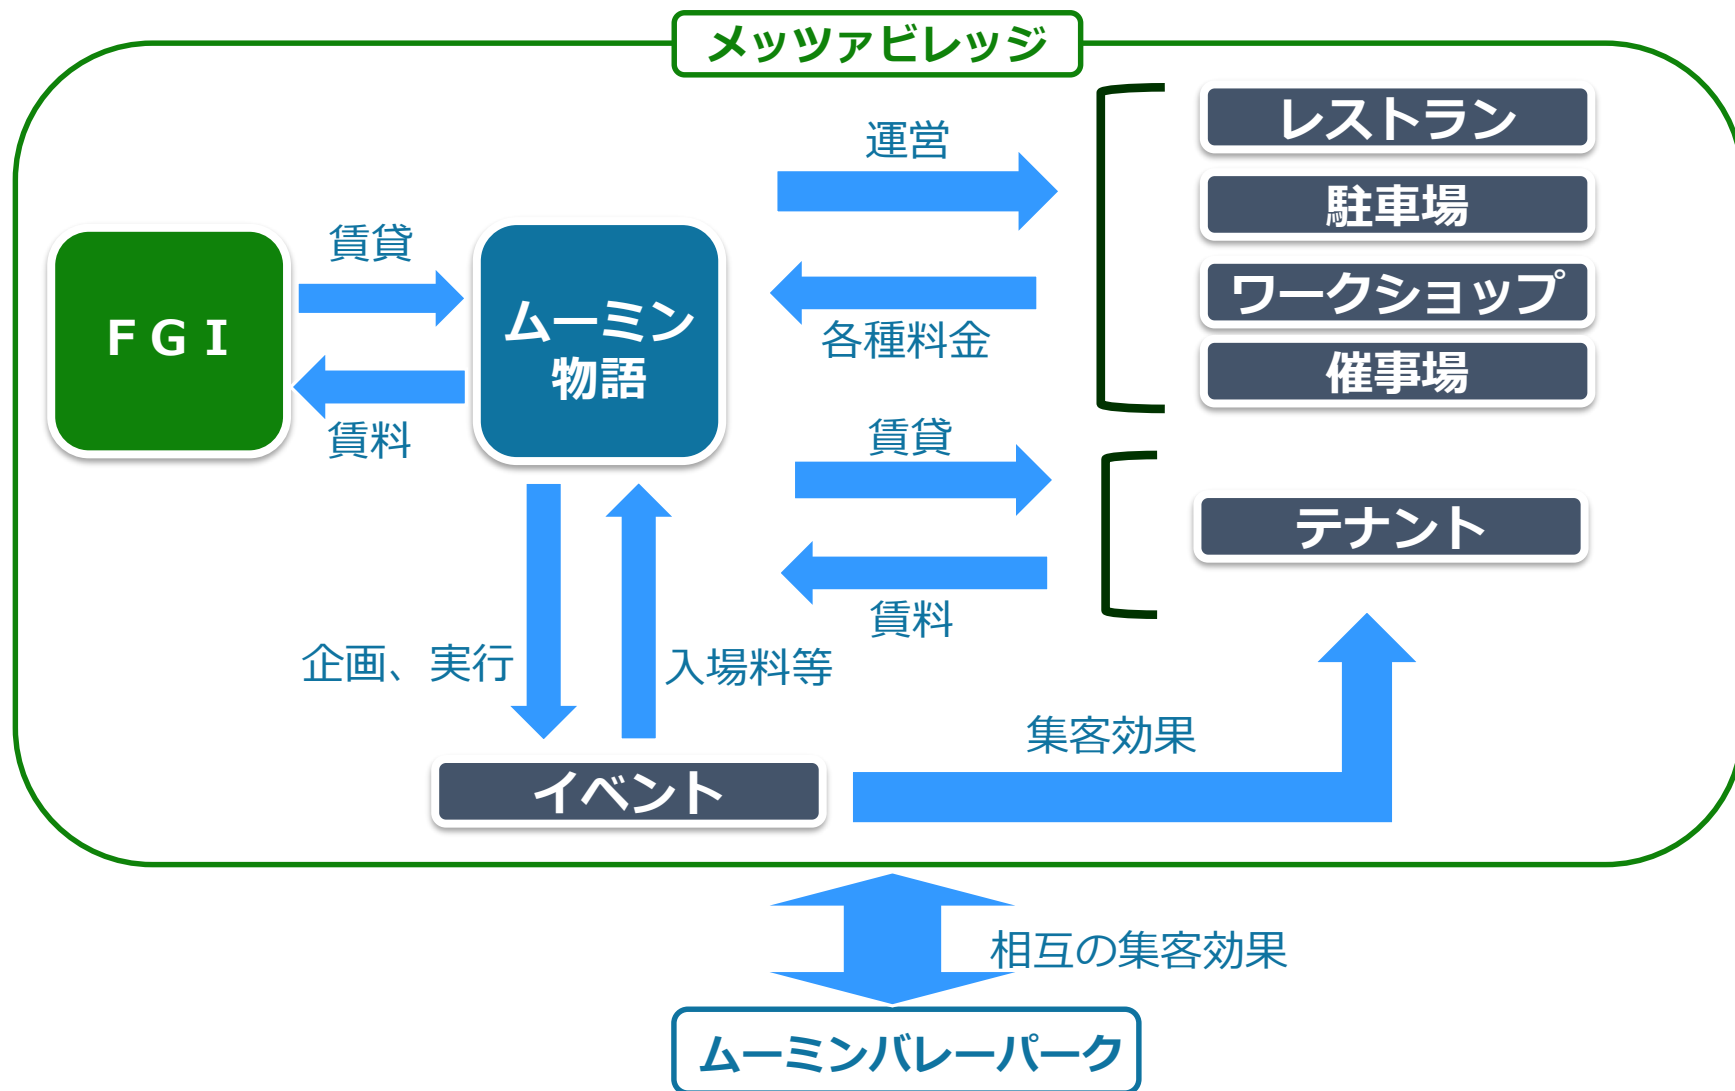 メッツァビレッジ
レストラン
運営
駐車場
賃貸
ワークショップ
ＦＧＩ
ムーミン
物語
各種料金
催事場
賃料
賃貸
テナント
賃料
企画、実行
入場料等
集客効果
イベント
相互の集客効果
ムーミンバレーパーク